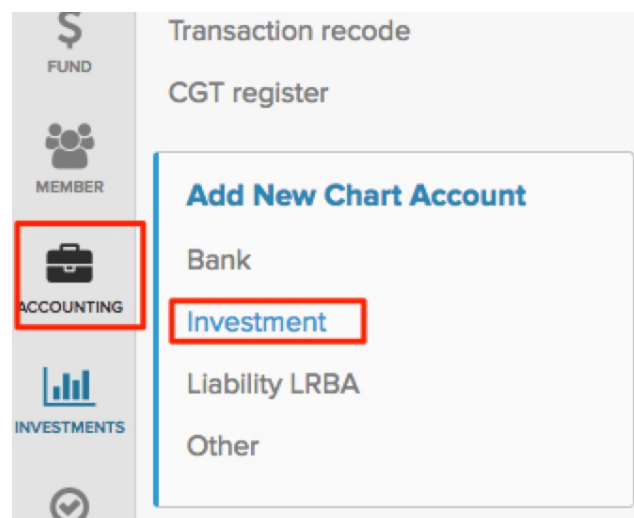 FUND
MEMBER
ACCOUNTING
INVESTMENTS
Transaction recode
CGT register
Add New Chart Account
Bank
Investment
Liability LRBA
Other